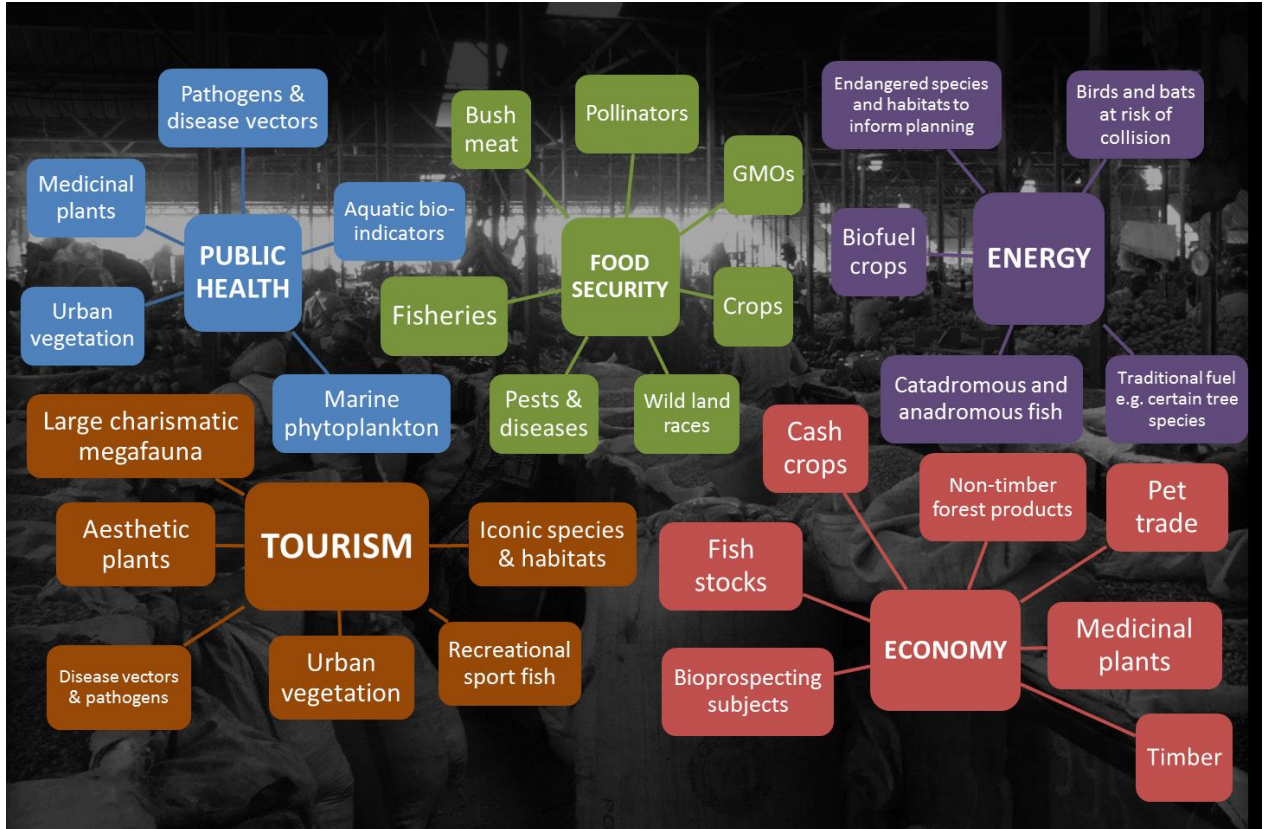 Pathogens &
disease vectors
Medicinal
plants
Aquatic bio-
indicators
PUBLIC
HEALTH
Urban
vegetation
Marine
phytoplankton
Bush
meat
Pollinators
GMOs
FOOD
SECURITY
Fisheries
Crops
Pests &
diseases
Wild land
races
Endangered species
and habitats to
inform planning
Birds and bats
at risk of
collision
Biofuel
crops
ENERGY
Catadromous and
anadromous fish
Traditional fuel
e.g. certain tree
species
Large charismatic
megafauna
Aesthetic
plants
TOURISM
Iconic species
& habitats
Disease vectors
& pathogens
Urban
vegetation
Recreational
sport fish
Cash
crops
Non-timber
forest products
Pet
trade
Fish
stocks
ECONOMY
Medicinal
plants
Bioprospecting
subjects
Timber